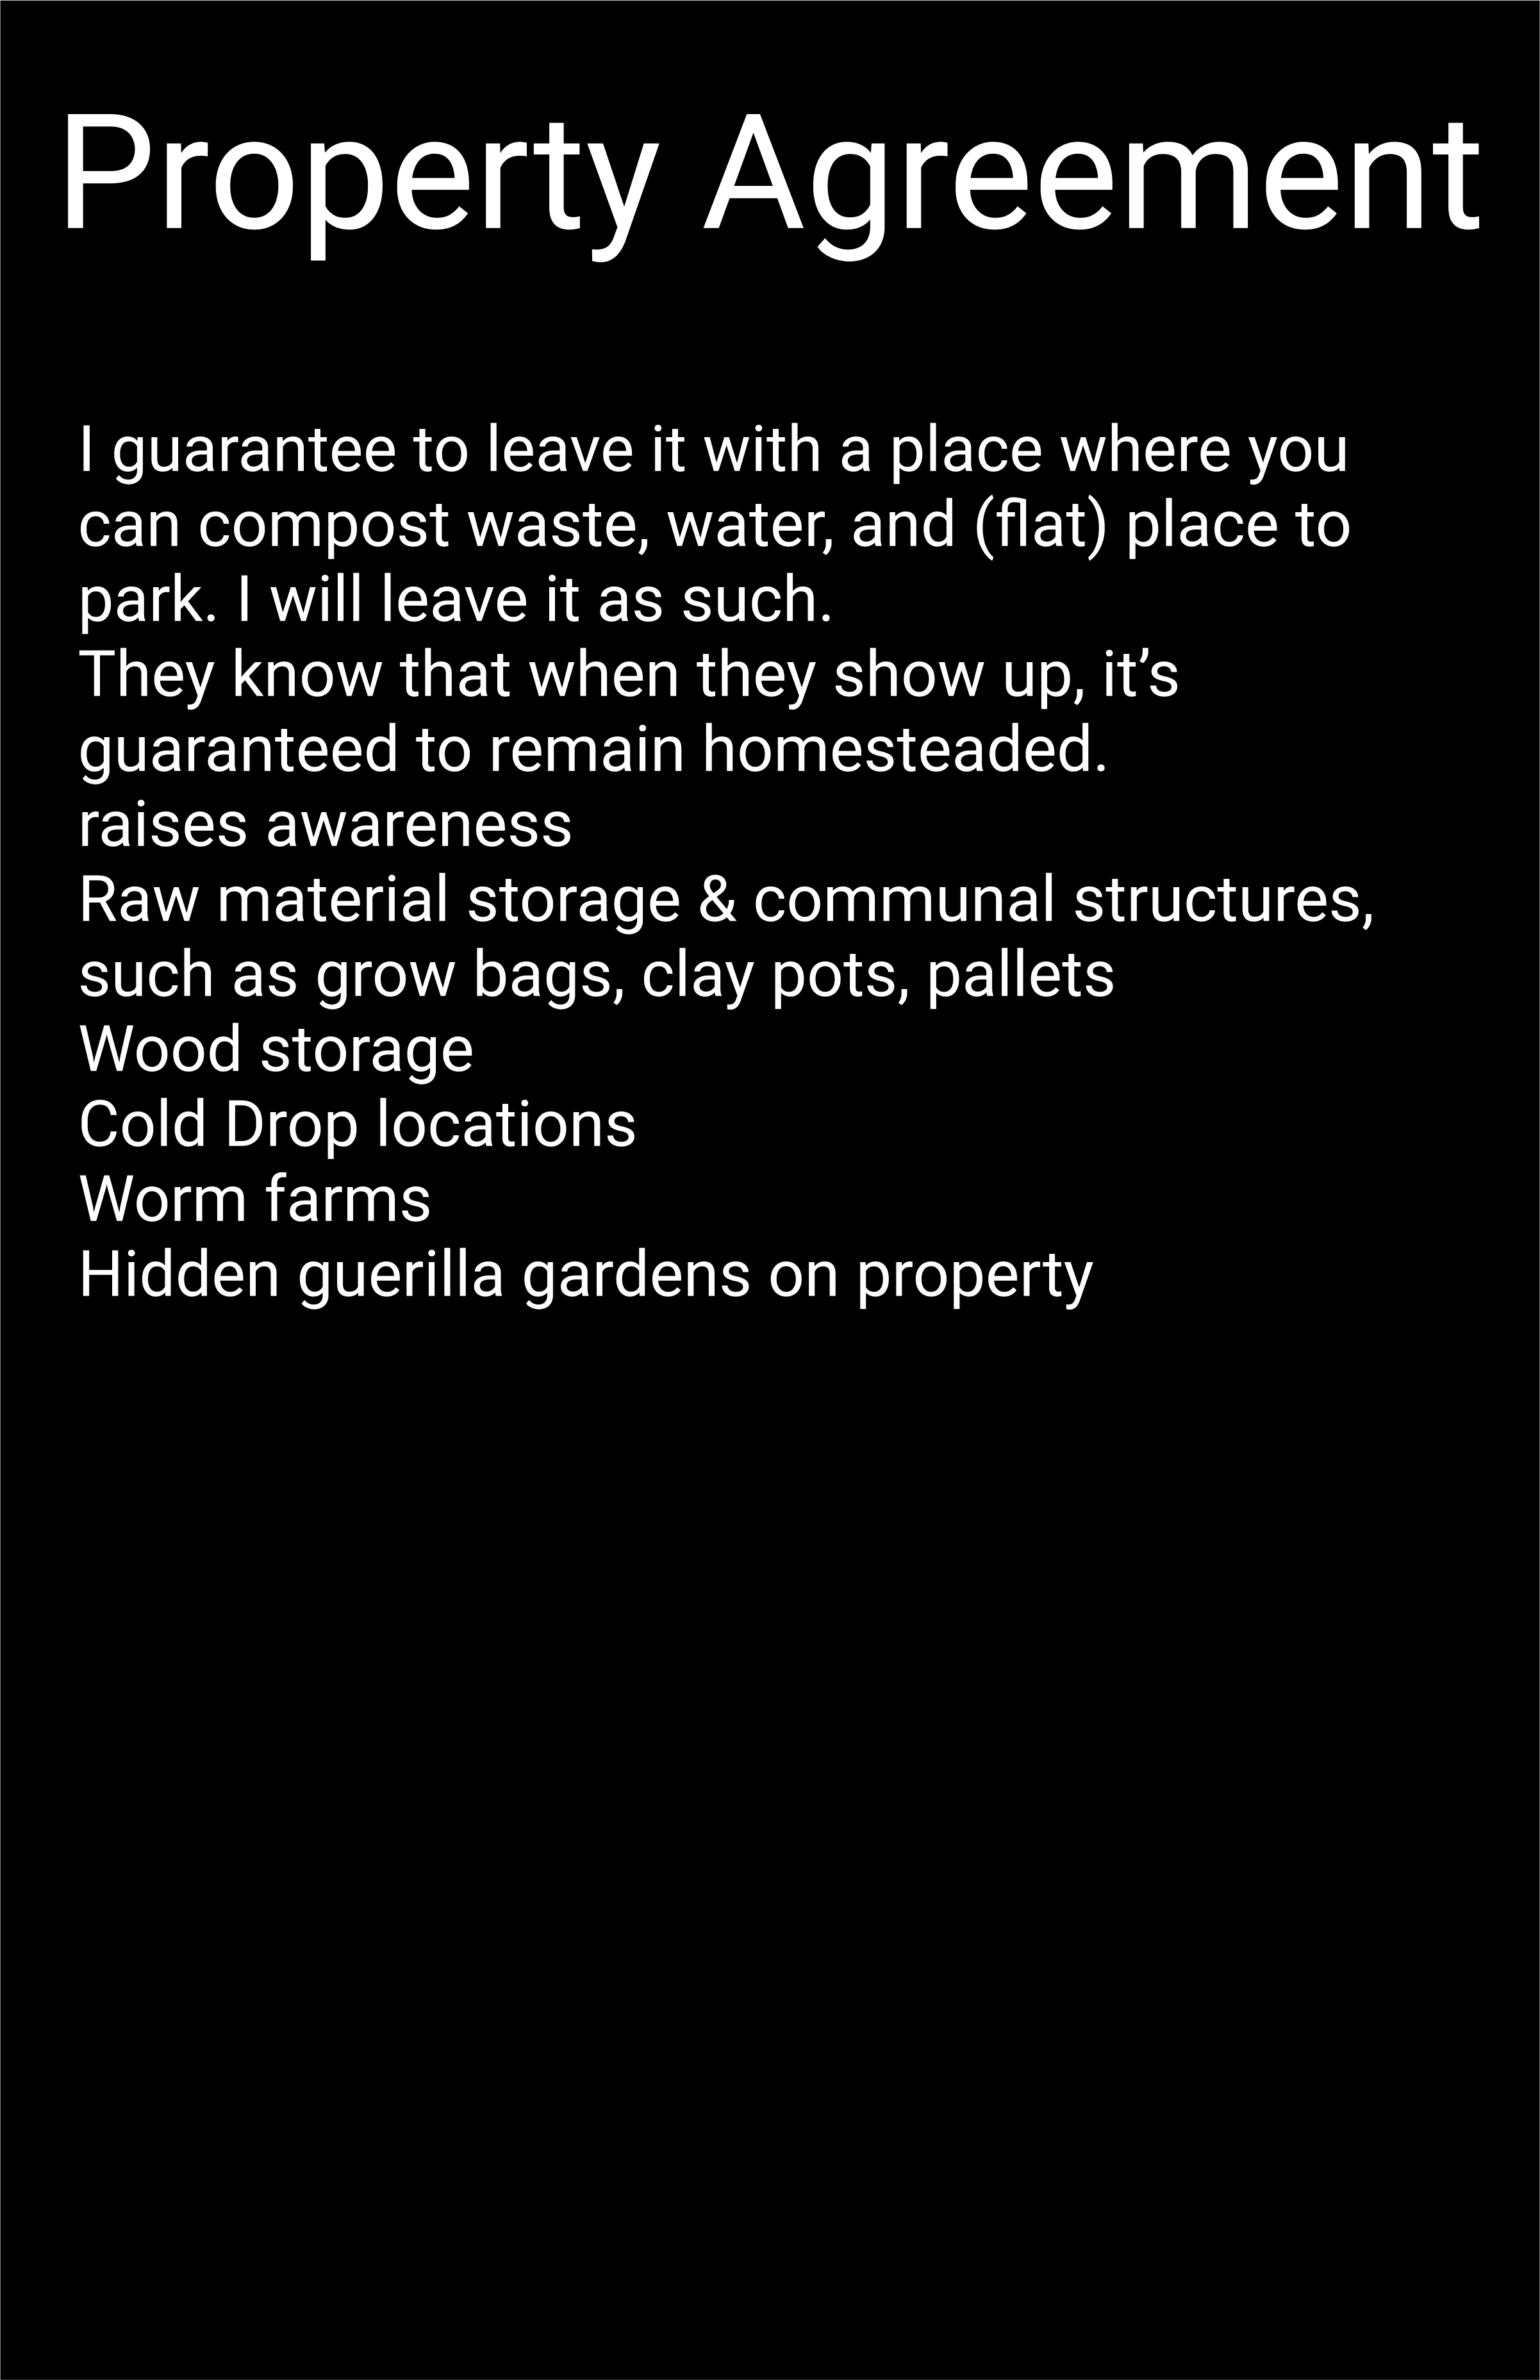 Property Agreement
I guarantee to leave it with a place where you
can compost waste, water, and (flat) place to
park. I will leave it as such.
They know that when they show up, it’s
guaranteed to remain homesteaded.
raises awareness
Raw material storage & communal structures,
such as grow bags, clay pots, pallets
Wood storage
Cold Drop locations
Worm farms
Hidden guerilla gardens on property